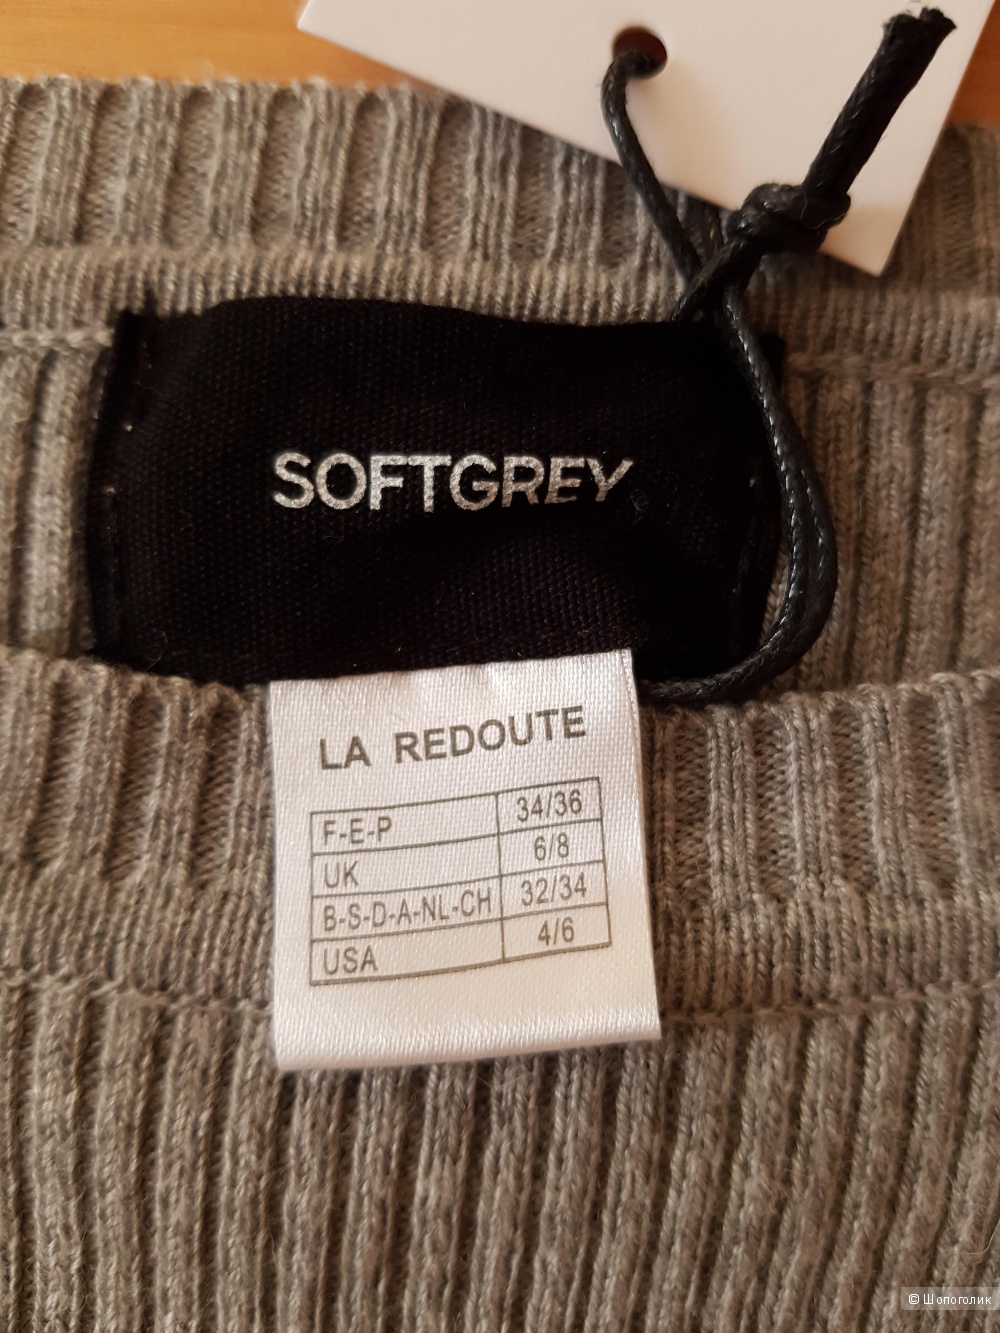 SOFTGREY
LA REDOUTE
F-E-P 34/36
UK 6/8
B-S-D-A-NL-CH 32/34
USA 4/6
© Шопоголик